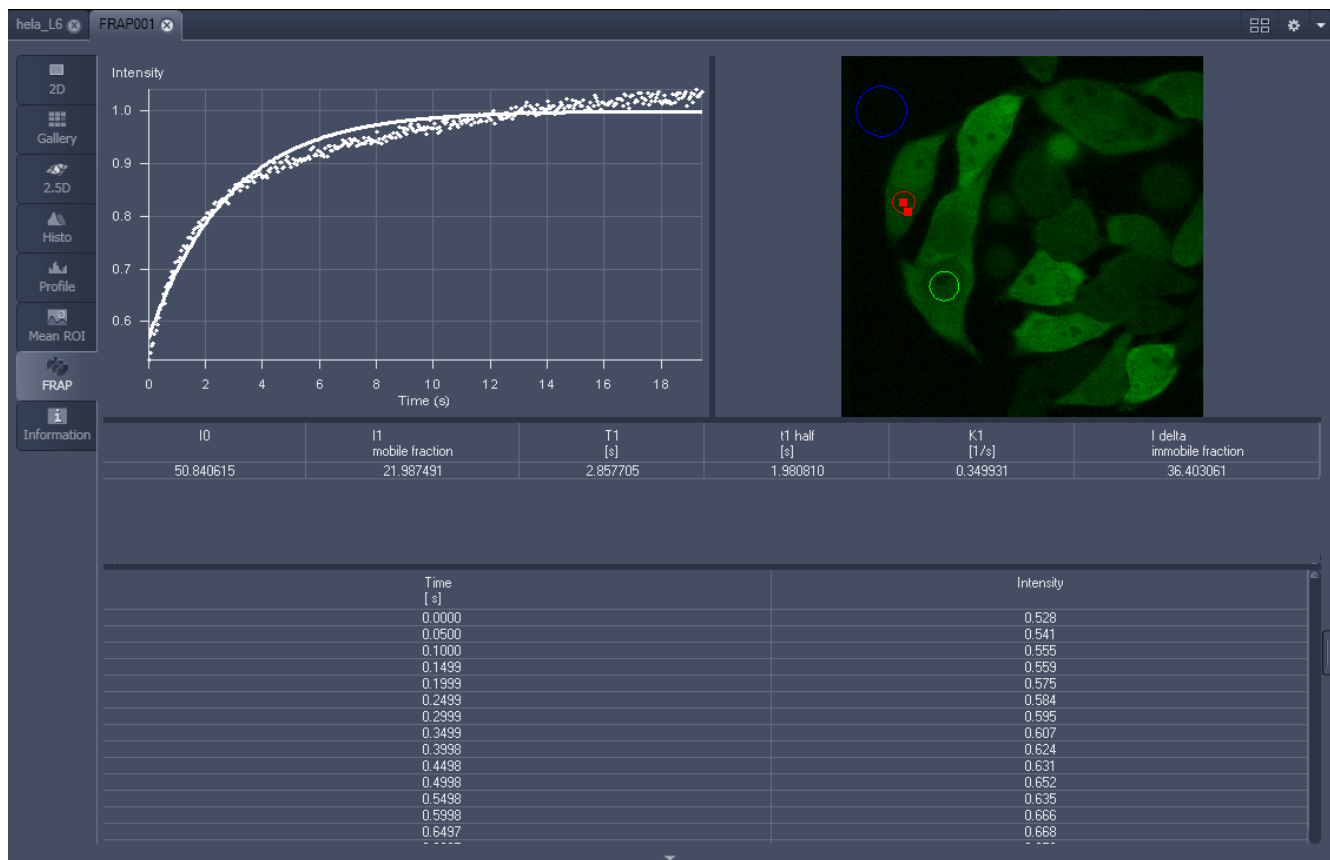 hela_L6 FRAP001
2D
Gallery
2.5D
Histo
Profile
Mean ROI
FRAP
Information
Intensity
1.0
0.9
0.8
0.7
0.6
0 2 4 6 8 10 12 14 16 18
Time (s)
I0 I1 T1 t1 half K1 I delta
mobile fraction [s] [s] [1/s] immobile fraction
50.840615 21.987491 2.857705 1.980810 0.349931 36.403061
Time Intensity
[ s]
0.0000 0.528
0.0500 0.541
0.1000 0.555
0.1499 0.559
0.1999 0.575
0.2499 0.584
0.2999 0.595
0.3499 0.607
0.3998 0.624
0.4498 0.631
0.4998 0.652
0.5498 0.635
0.5998 0.666
0.6497 0.668